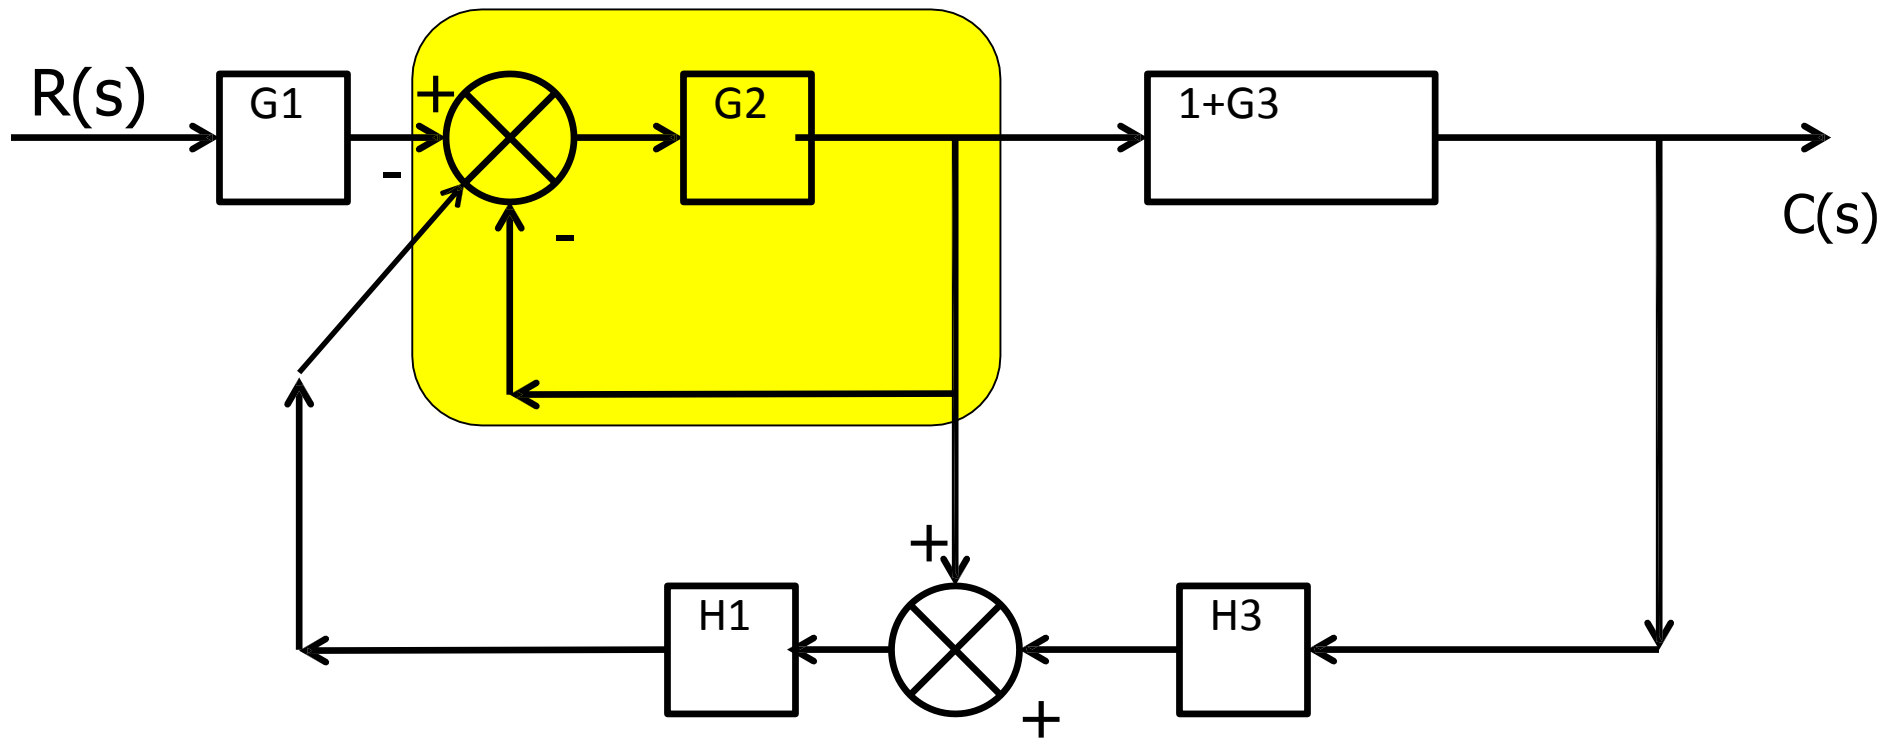 R(s)
G1
+
-
G2
-
1+G3
C(s)
+
H1
H3
+